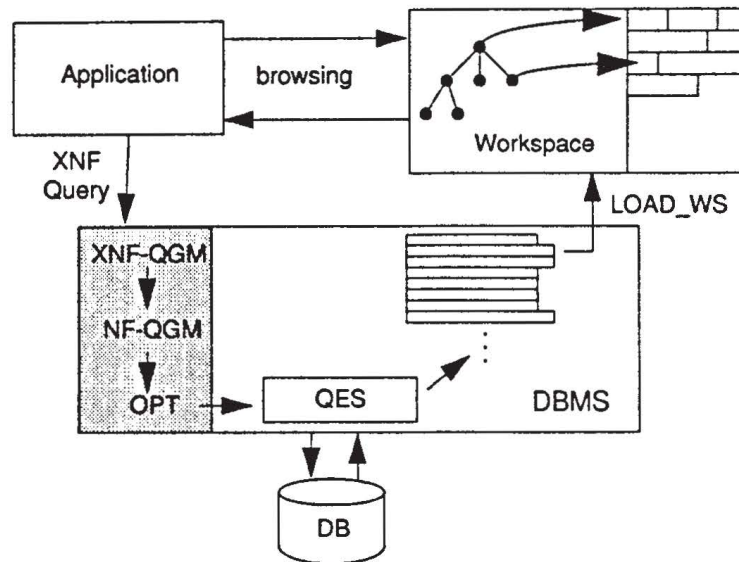 Application
browsing
Workspace
XNF
Query
LOAD_WS
XNF-QGM
NF-QGM
OPT
QES
DBMS
DB